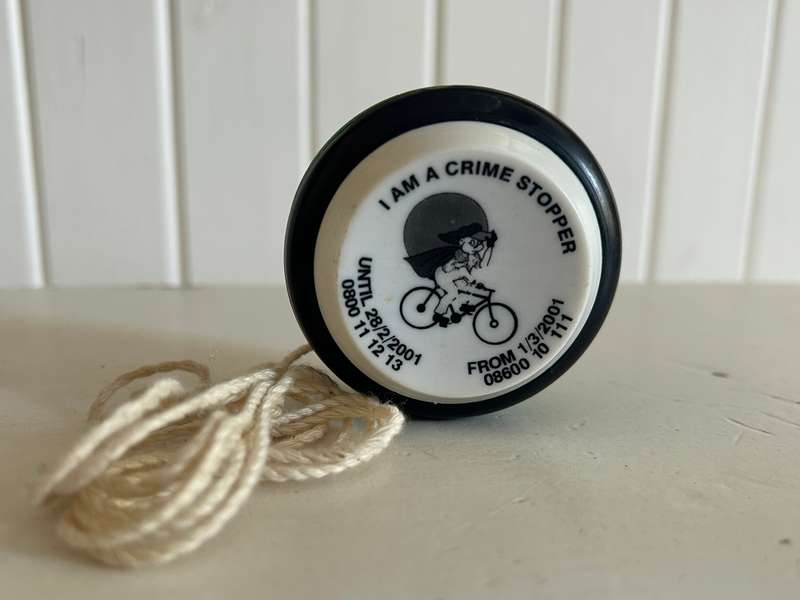 I AM A CRIME STOPPER
UNTIL 28/2/2001
0800 11 12 13
FROM 1/3/2001
08600 10 111